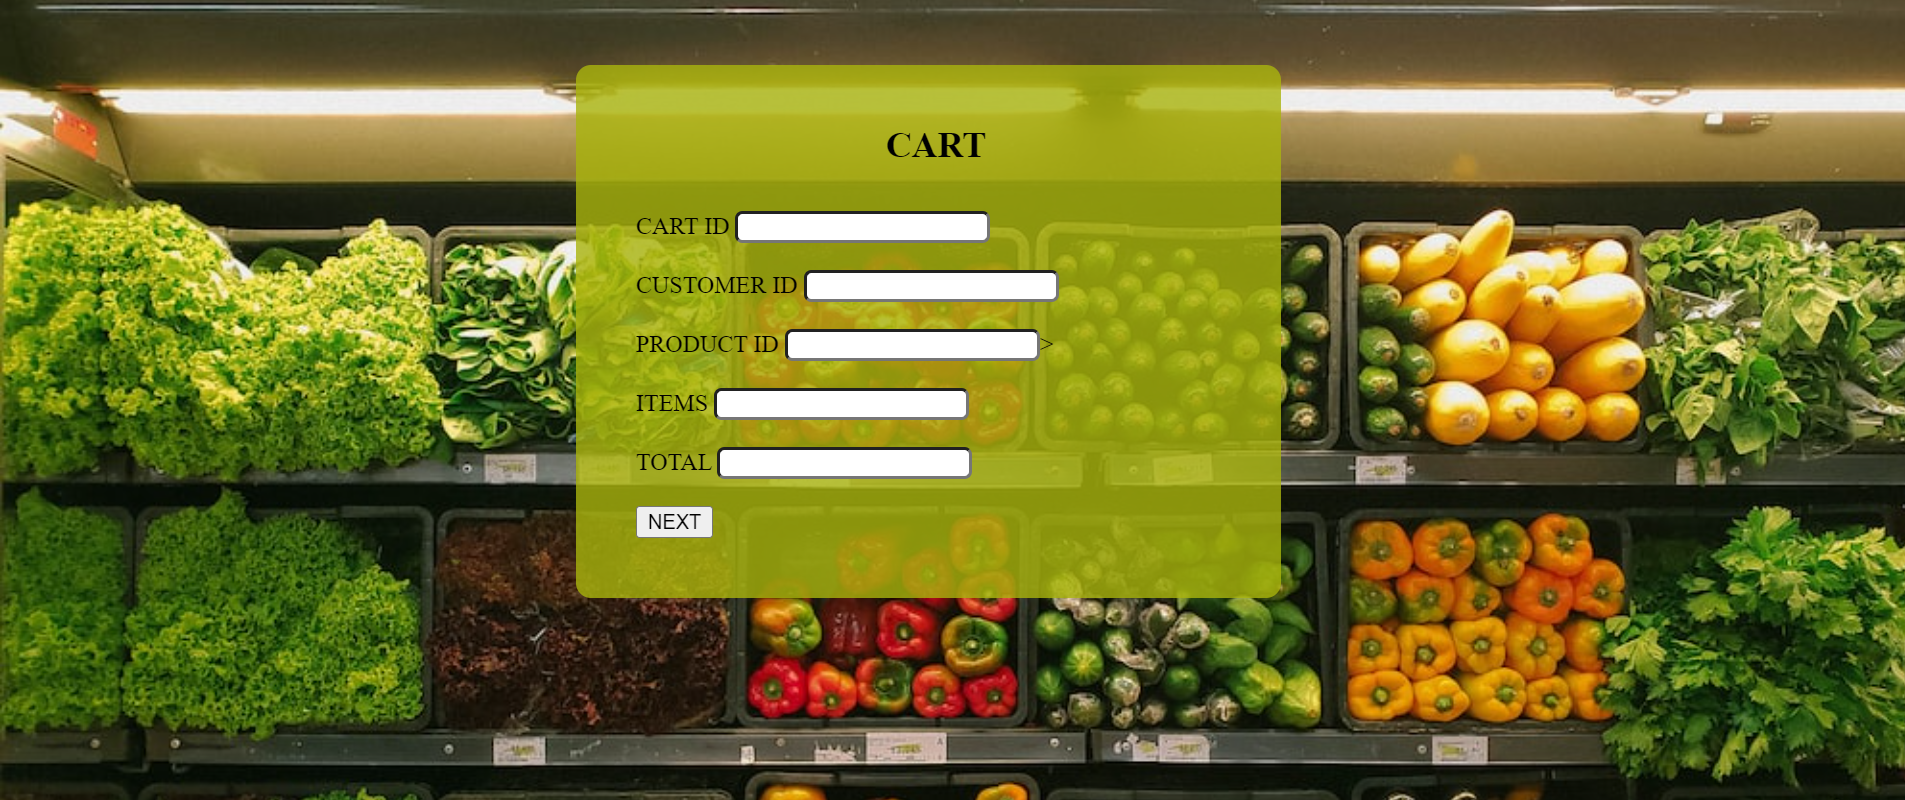 CART
CART ID
CUSTOMER ID
PRODUCT ID >
ITEMS
TOTAL
NEXT